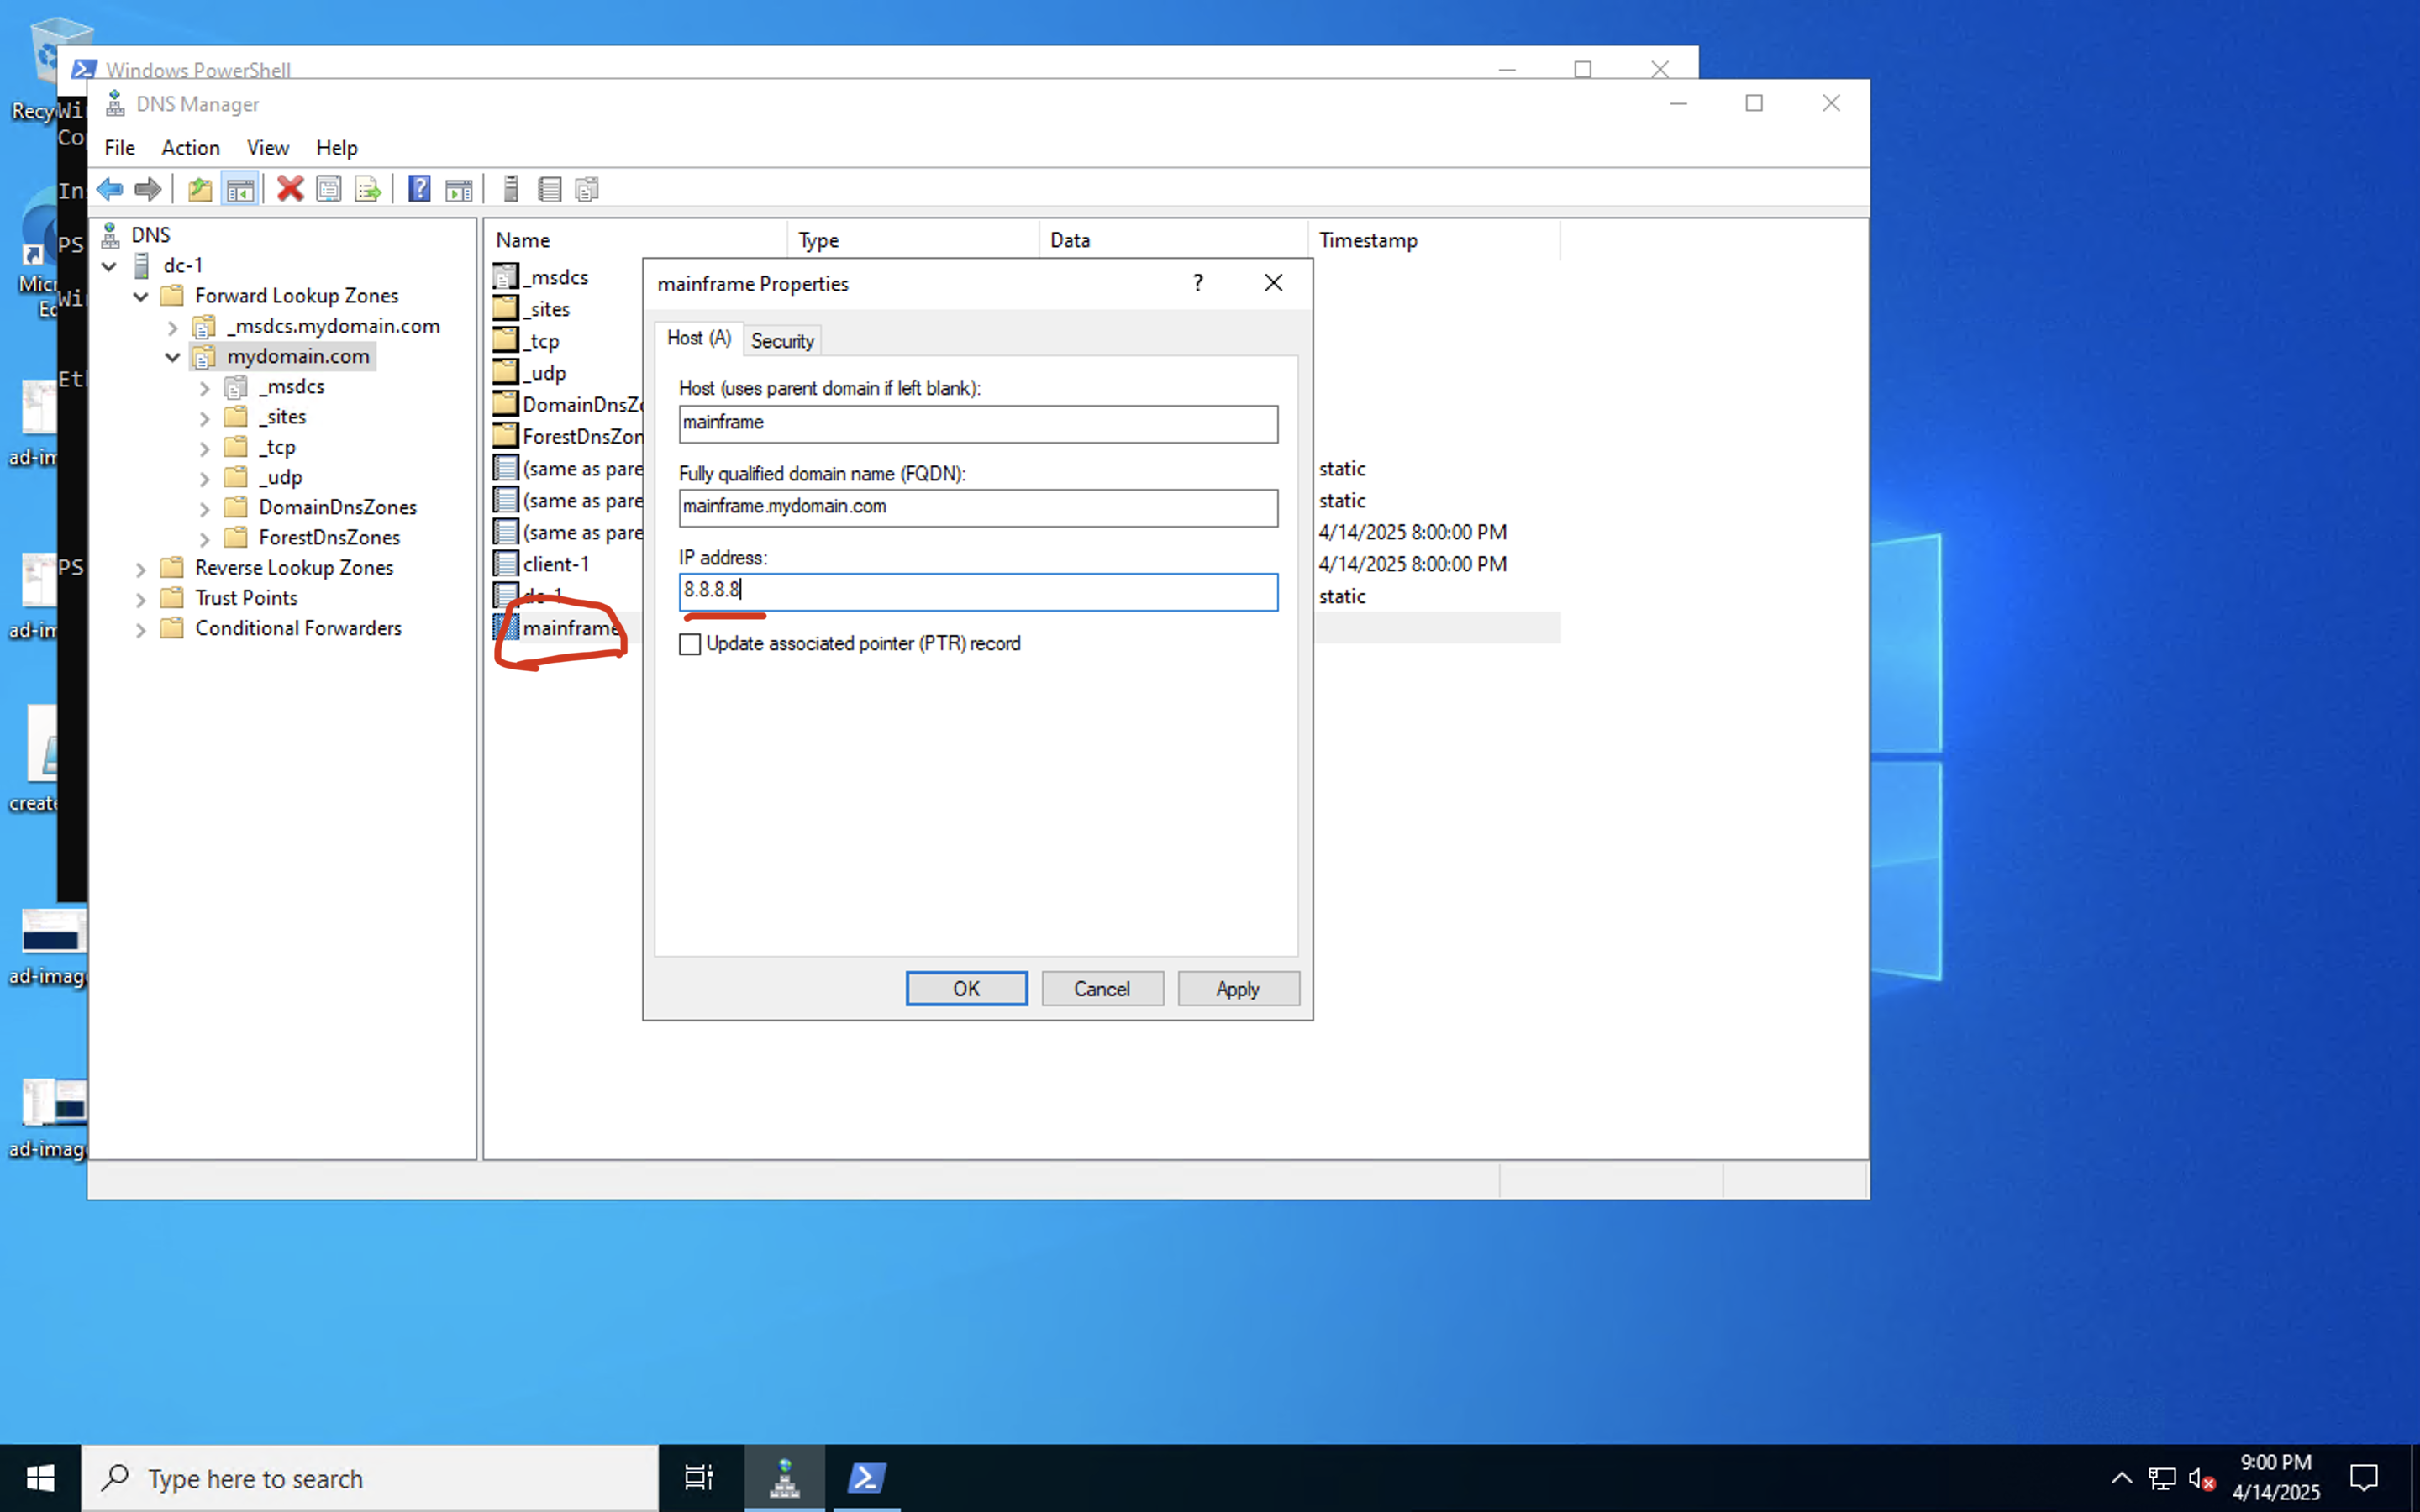 Windows PowerShell
DNS Manager
File Action View Help
DNS
dc-1
Forward Lookup Zones
_msdcs.mydomain.com
mydomain.com
_msdcs
_sites
_tcp
_udp
DomainDnsZones
ForestDnsZones
Reverse Lookup Zones
Trust Points
Conditional Forwarders
Name Type Data Timestamp
_msdcs
_sites
_tcp
_udp
DomainDnsZo
ForestDnsZon
(same as pare static
(same as pare static
(same as pare 4/14/2025 8:00:00 PM
client-1 4/14/2025 8:00:00 PM
dc-1 static
mainframe
mainframe Properties
?
Host (A) Security
Host (uses parent domain if left blank):
mainframe
Fully qualified domain name (FQDN):
mainframe.mydomain.com
IP address:
8.8.8.8
Update associated pointer (PTR) record
OK Cancel Apply
Recy
Wi
Co
In
PS
Mic
Ed
Wi
Et
ad-im
PS
ad-im
create
ad-imag
ad-imag
Type here to search
9:00 PM
4/14/2025